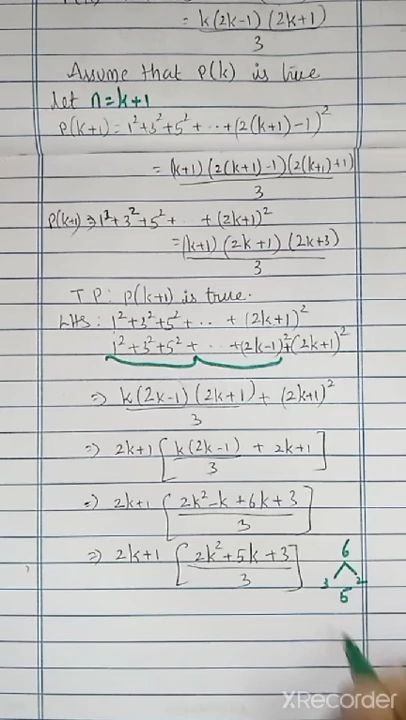 = k(2k-1) (2k+1) / 3
Assume that P(k) is true
let n=k+1
P(k+1) = 1²+3²+5²+ ... +(2(k+1)-1)²
= (k+1) (2(k+1)-1)(2(k+1)+1) / 3
P(k+1) ⇒ 1²+3²+5²+ ... +(2k+1)²
= (k+1) (2k+1) (2k+3) / 3
T P: P(k+1) is true.
LHS: 1²+3²+5²+ ... + (2k+1)²
1²+3²+5²+ ... +(2k-1)²+(2k+1)²
⇒ k(2k-1)(2k+1) / 3 + (2k+1)²
⇒ 2k+1 [k(2k-1) / 3 + 2k+1]
⇒ 2k+1 [2k²-k+6k+3 / 3]
⇒ 2k+1 [2k²+5k+3 / 3]
6
3 2
5
XRecorder